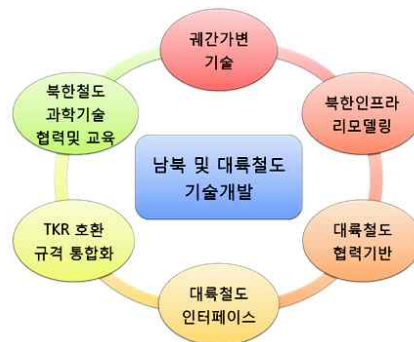 궤간가변
기술
북한철도
과학기술
협력및 교육
북한인프라
리모델링
남북 및 대륙철도
기술개발
TKR 호환
규격 통합화
대륙철도
협력기반
대륙철도
인터페이스